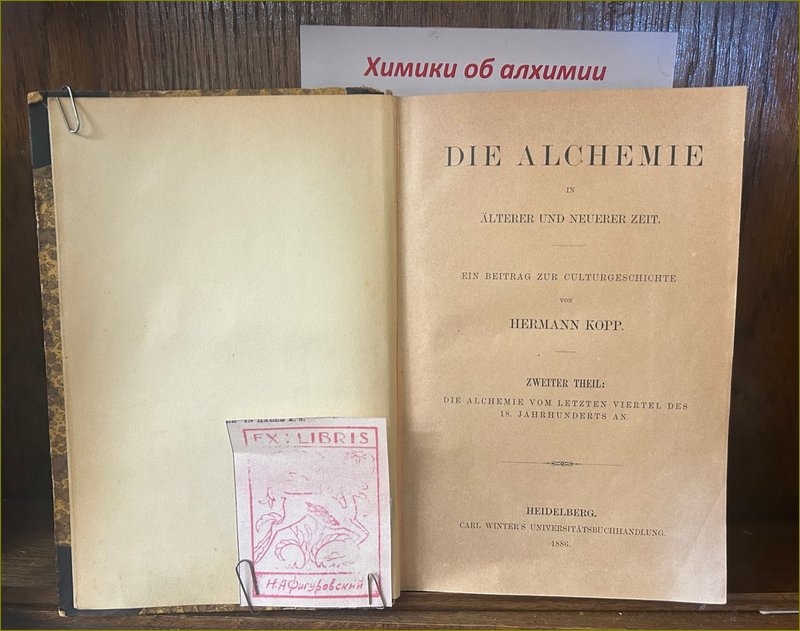 Химики об алхимии
DIE ALCHEMIE
IN
ÄLTERER UND NEUERER ZEIT.
EIN BEITRAG ZUR CULTURGESCHICHTE
VON
HERMANN KOPP.
ZWEITER THEIL:
DIE ALCHEMIE VOM LETZTEN VIERTEL DES
18. JAHRHUNDERTS AN.
HEIDELBERG.
CARL WINTER'S UNIVERSITÄTSBUCHHANDLUNG.
1886.
HALLE A. S.
EX: LIBRIS
Н.А Фигуровский